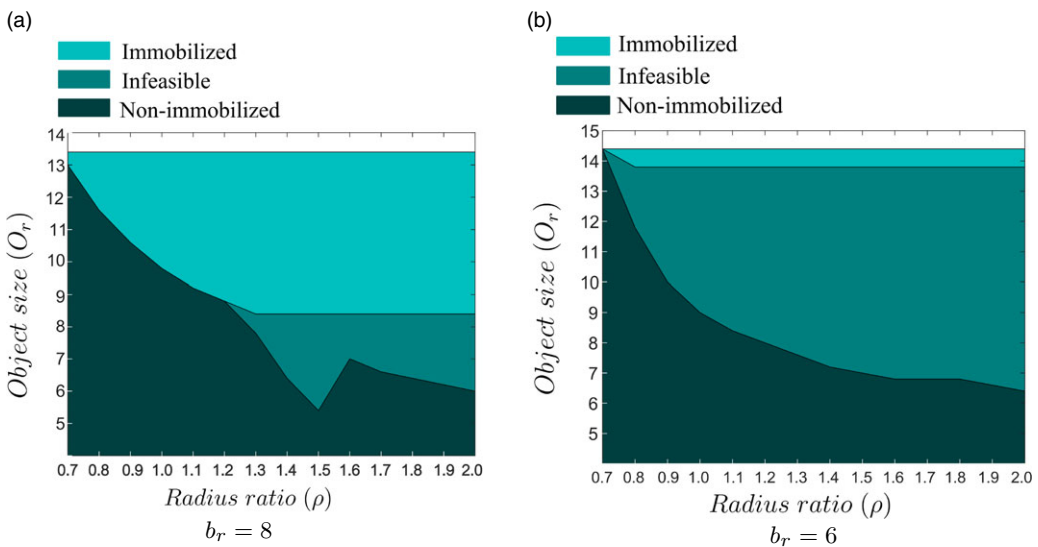 (a)
Immobilized
Infeasible
Non-immobilized
14
13
12
11
10
9
8
7
6
5
Object size (O_r)
0.7 0.8 0.9 1.0 1.1 1.2 1.3 1.4 1.5 1.6 1.7 1.8 1.9 2.0
Radius ratio (ρ)
b_r = 8
(b)
Immobilized
Infeasible
Non-immobilized
15
14
13
12
11
10
9
8
7
6
5
Object size (O_r)
0.7 0.8 0.9 1.0 1.1 1.2 1.3 1.4 1.5 1.6 1.7 1.8 1.9 2.0
Radius ratio (ρ)
b_r = 6